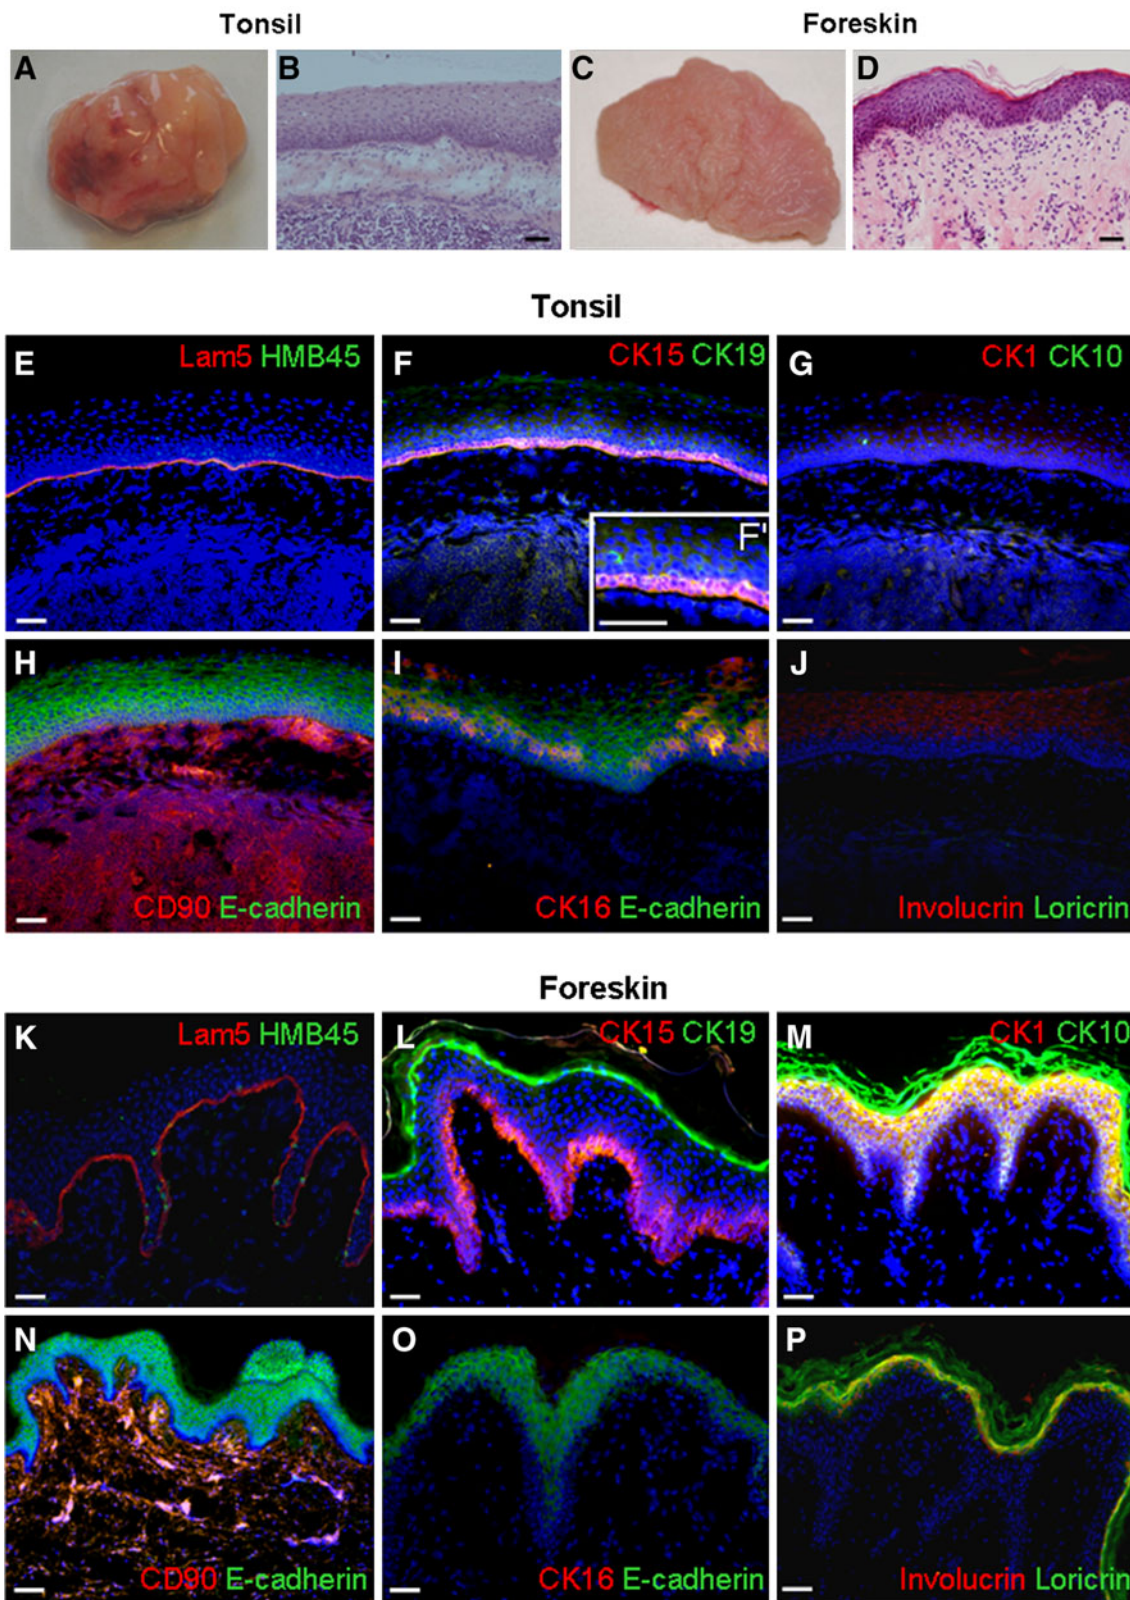 Tonsil Foreskin
A B C D
Tonsil
E Lam5 HMB45 F CK15 CK19 G CK1 CK10
F'
H I J
CD90 E-cadherin CK16 E-cadherin Involucrin Loricrin
Foreskin
K Lam5 HMB45 L CK15 CK19 M CK1 CK10
N O P
CD90 E-cadherin CK16 E-cadherin Involucrin Loricrin